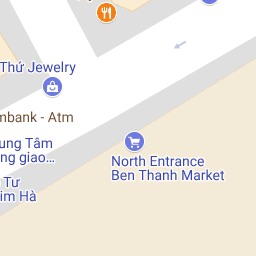 Thứ Jewelry
mbank - Atm
ung Tâm
ng giao...
North Entrance
Ben Thanh Market
Tư
im Hà